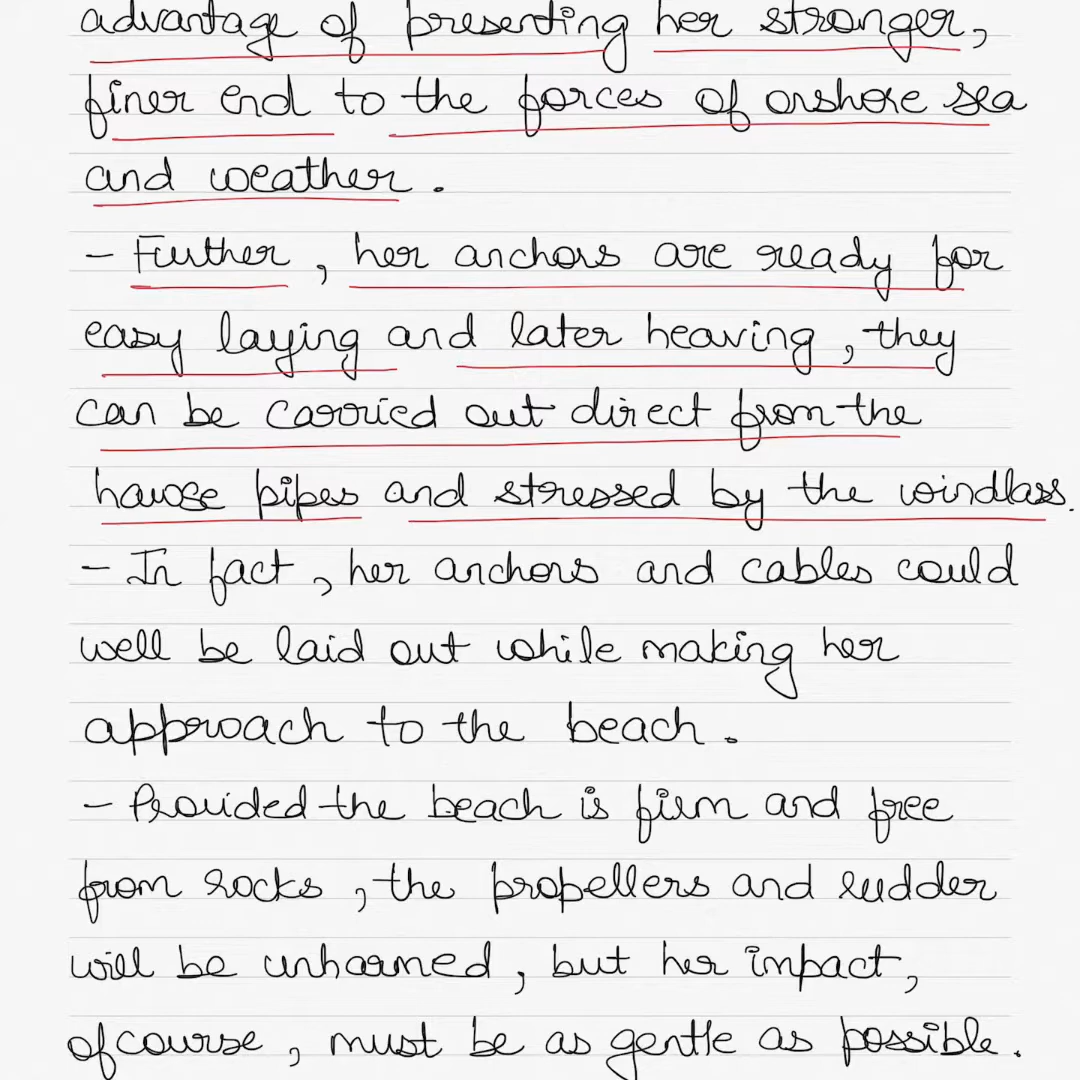 advantage of presenting her stronger,
finer end to the forces of onshore sea
and weather.
- Further, her anchors are ready for
easy laying and later heaving, they
can be carried out direct from the
hawse pipes and stressed by the windlass.
- In fact, her anchors and cables could
well be laid out while making her
approach to the beach.
- Provided the beach is firm and free
from rocks, the propellers and rudder
will be unharmed, but her impact,
of course, must be as gentle as possible.